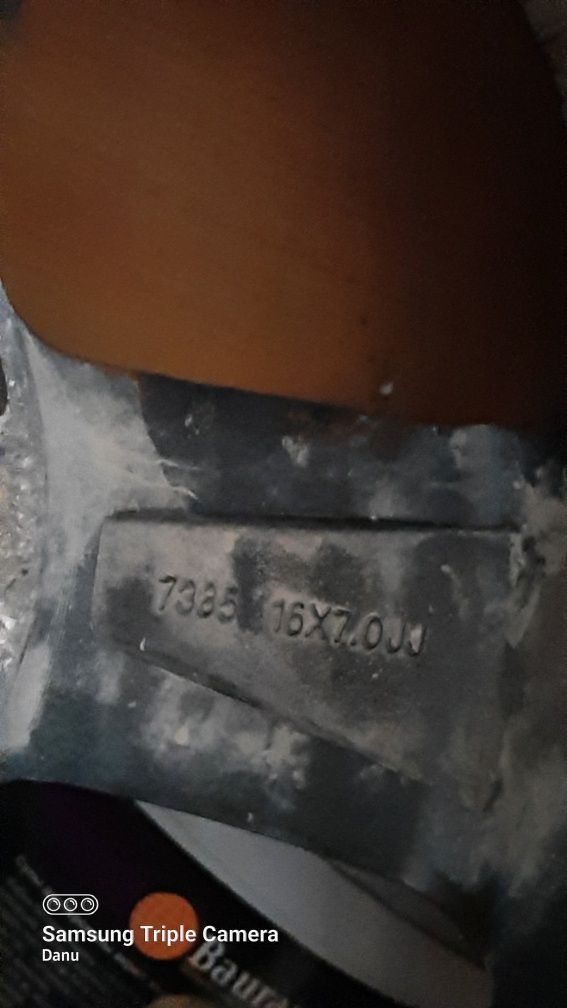 7385 16X7.0JJ
Samsung Triple Camera
Danu